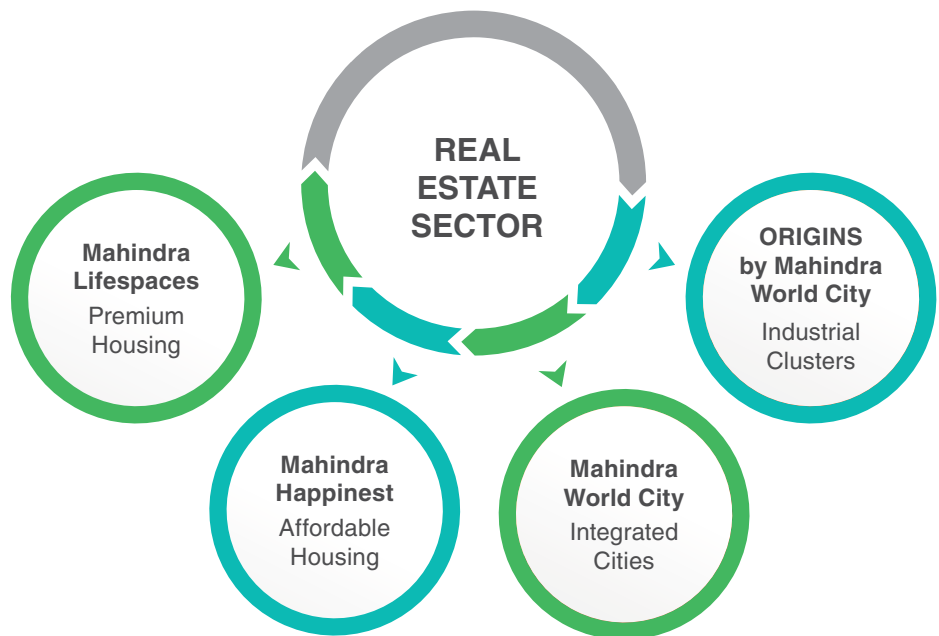 REAL
ESTATE
SECTOR
Mahindra
Lifespaces
Premium
Housing
Mahindra
Happinest
Affordable
Housing
Mahindra
World City
Integrated
Cities
ORIGINS
by Mahindra
World City
Industrial
Clusters